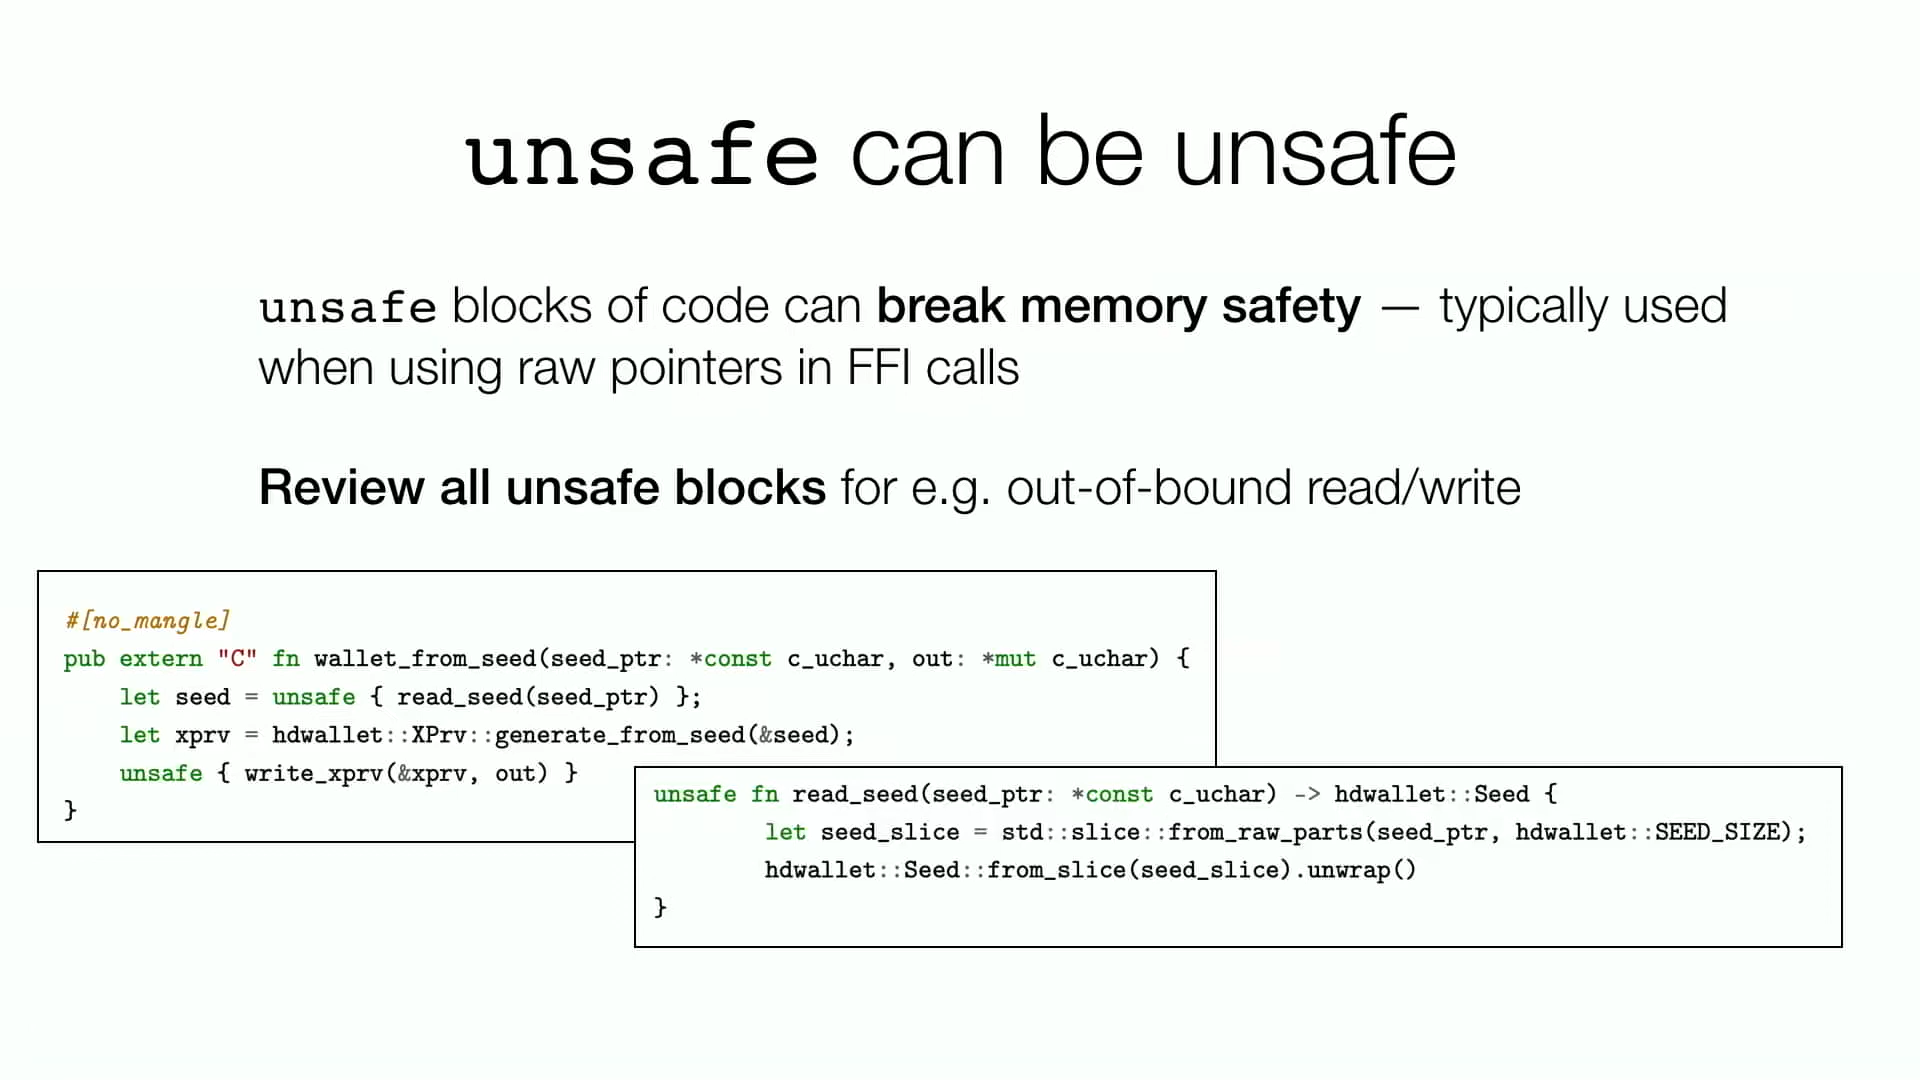 unsafe can be unsafe
unsafe blocks of code can break memory safety — typically used
when using raw pointers in FFI calls
Review all unsafe blocks for e.g. out-of-bound read/write
#[no_mangle]
pub extern "C" fn wallet_from_seed(seed_ptr: *const c_uchar, out: *mut c_uchar) {
    let seed = unsafe { read_seed(seed_ptr) };
    let xprv = hdwallet::XPrv::generate_from_seed(&seed);
    unsafe { write_xprv(&xprv, out) }
}
unsafe fn read_seed(seed_ptr: *const c_uchar) -> hdwallet::Seed {
        let seed_slice = std::slice::from_raw_parts(seed_ptr, hdwallet::SEED_SIZE);
        hdwallet::Seed::from_slice(seed_slice).unwrap()
}